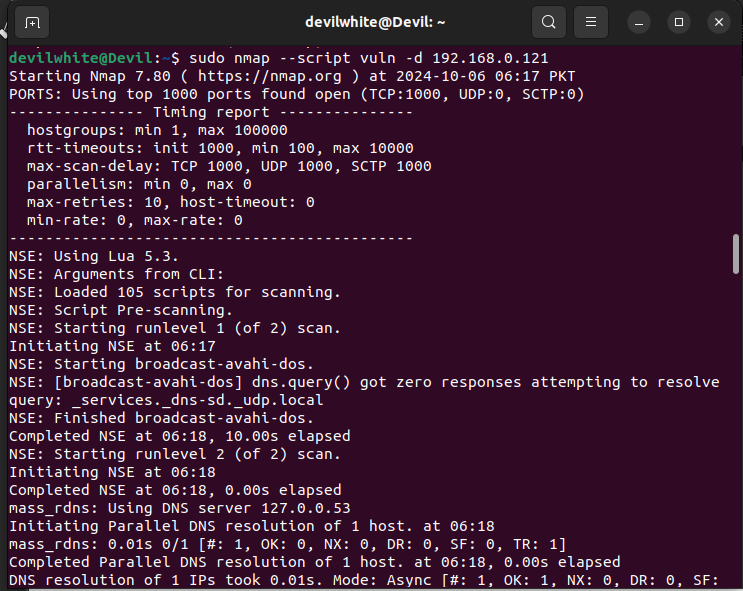 devilwhite@Devil: ~
devilwhite@Devil:~$ sudo nmap --script vuln -d 192.168.0.121
Starting Nmap 7.80 ( https://nmap.org ) at 2024-10-06 06:17 PKT
PORTS: Using top 1000 ports found open (TCP:1000, UDP:0, SCTP:0)
--------------- Timing report ---------------
  hostgroups: min 1, max 100000
  rtt-timeouts: init 1000, min 100, max 10000
  max-scan-delay: TCP 1000, UDP 1000, SCTP 1000
  parallelism: min 0, max 0
  max-retries: 10, host-timeout: 0
  min-rate: 0, max-rate: 0
---------------------------------------------
NSE: Using Lua 5.3.
NSE: Arguments from CLI:
NSE: Loaded 105 scripts for scanning.
NSE: Script Pre-scanning.
NSE: Starting runlevel 1 (of 2) scan.
Initiating NSE at 06:17
NSE: Starting broadcast-avahi-dos.
NSE: [broadcast-avahi-dos] dns.query() got zero responses attempting to resolve
query: _services._dns-sd._udp.local
NSE: Finished broadcast-avahi-dos.
Completed NSE at 06:18, 10.00s elapsed
NSE: Starting runlevel 2 (of 2) scan.
Initiating NSE at 06:18
Completed NSE at 06:18, 0.00s elapsed
mass_rdns: Using DNS server 127.0.0.53
Initiating Parallel DNS resolution of 1 host. at 06:18
mass_rdns: 0.01s 0/1 [#: 1, OK: 0, NX: 0, DR: 0, SF: 0, TR: 1]
Completed Parallel DNS resolution of 1 host. at 06:18, 0.00s elapsed
DNS resolution of 1 IPs took 0.01s. Mode: Async [#: 1, OK: 1, NX: 0, DR: 0, SF: